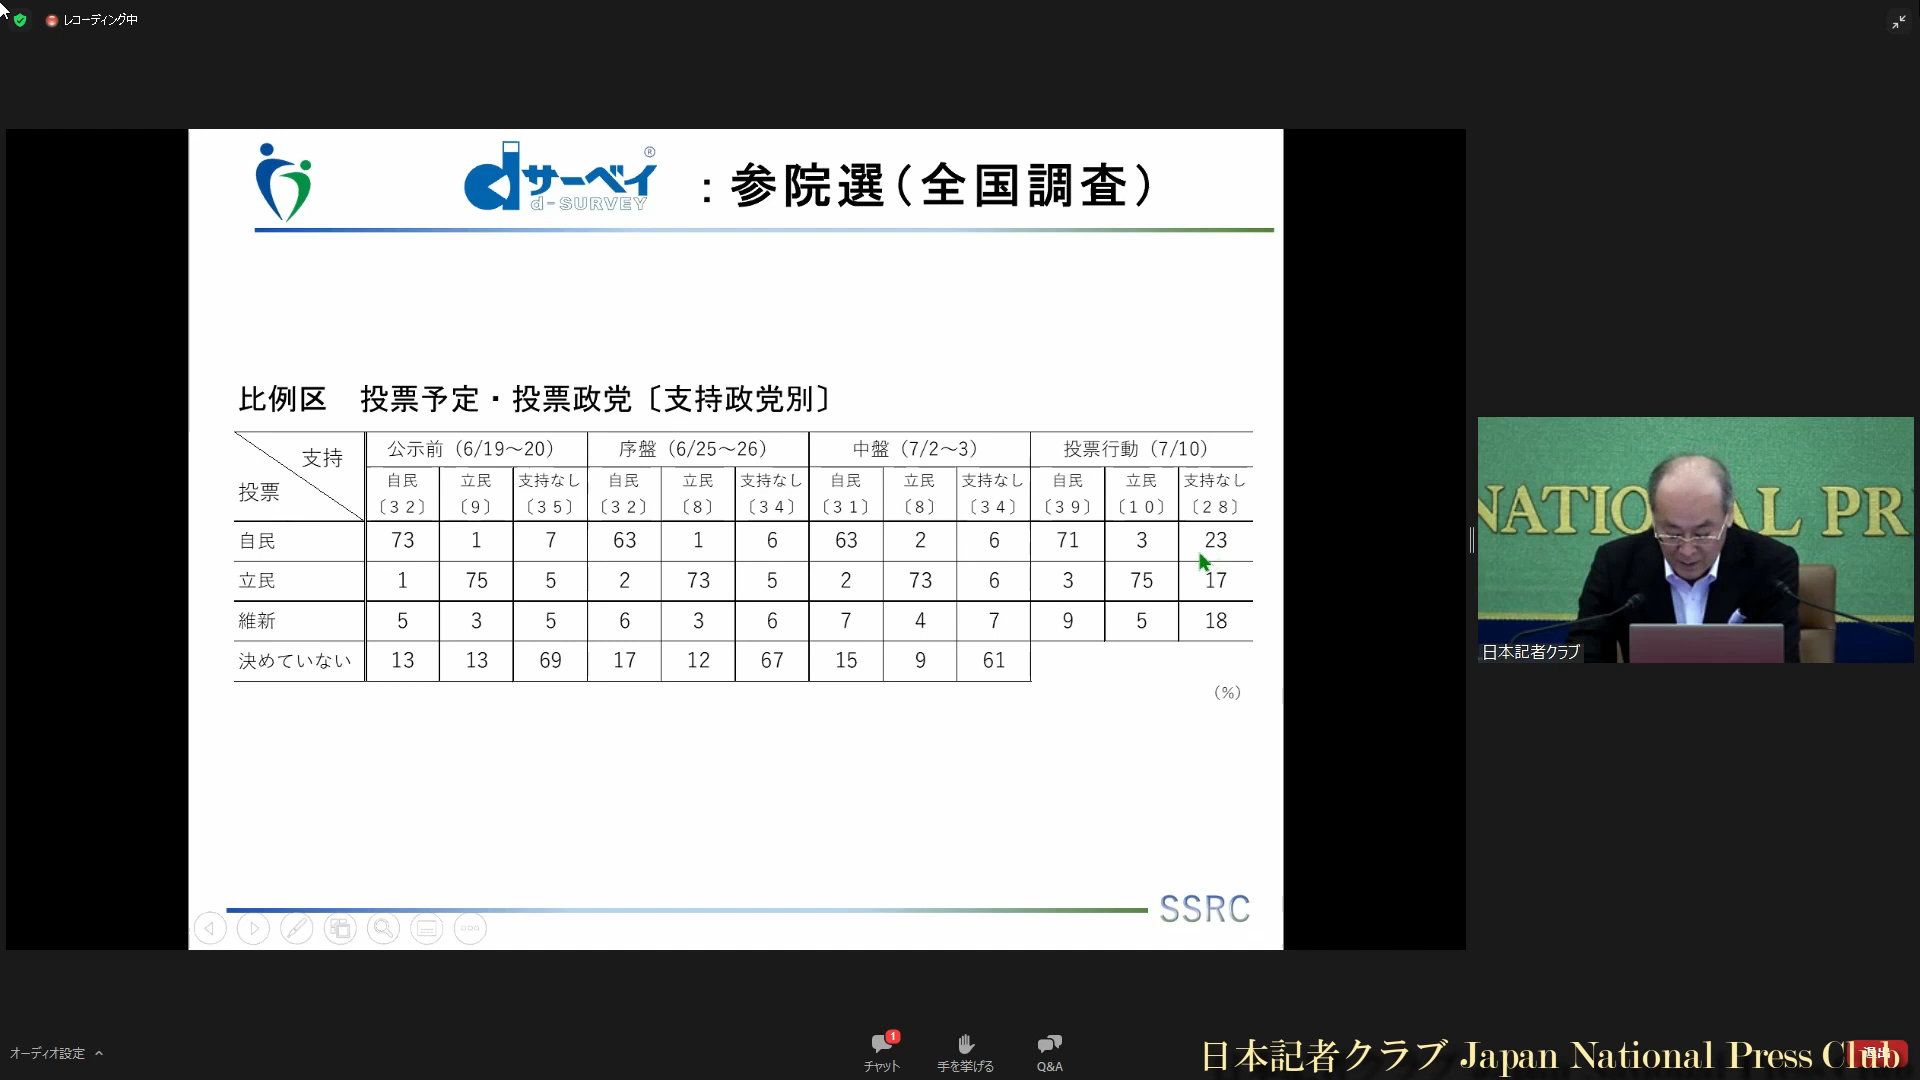 レコーディング中
dサーベイ®
d-SURVEY
：参院選（全国調査）
比例区 投票予定・投票政党〔支持政党別〕
支持 投票 公示前（6/19～20） 序盤（6/25～26） 中盤（7/2～3） 投票行動（7/10）
自民 立民 支持なし 自民 立民 支持なし 自民 立民 支持なし 自民 立民 支持なし
〔３２〕 〔９〕 〔３５〕 〔３２〕 〔８〕 〔３４〕 〔３１〕 〔８〕 〔３４〕 〔３９〕 〔１０〕 〔２８〕
自民 73 1 7 63 1 6 63 2 6 71 3 23
立民 1 75 5 2 73 5 2 73 6 3 75 17
維新 5 3 5 6 3 6 7 4 7 9 5 18
決めていない 13 13 69 17 12 67 15 9 61
（%）
SSRC
NATIONAL PR
日本記者クラブ
オーディオ設定
1
チャット
手を挙げる
Q&A
日本記者クラブ Japan National Press Club
退出